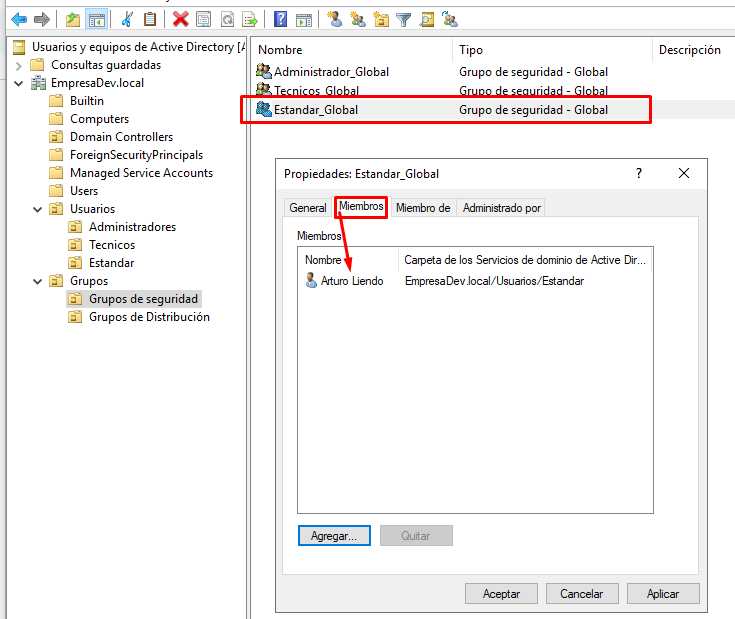 Usuarios y equipos de Active Directory [A
Consultas guardadas
EmpresaDev.local
Builtin
Computers
Domain Controllers
ForeignSecurityPrincipals
Managed Service Accounts
Users
Usuarios
Administradores
Tecnicos
Estandar
Grupos
Grupos de seguridad
Grupos de Distribución
Nombre Tipo Descripción
Administrador_Global Grupo de seguridad - Global
Tecnicos_Global Grupo de seguridad - Global
Estandar_Global Grupo de seguridad - Global
Propiedades: Estandar_Global ?
General Miembros Miembro de Administrado por
Miembros
Nombre Carpeta de los Servicios de dominio de Active Dir...
Arturo Liendo EmpresaDev.local/Usuarios/Estandar
Agregar... Quitar
Aceptar Cancelar Aplicar